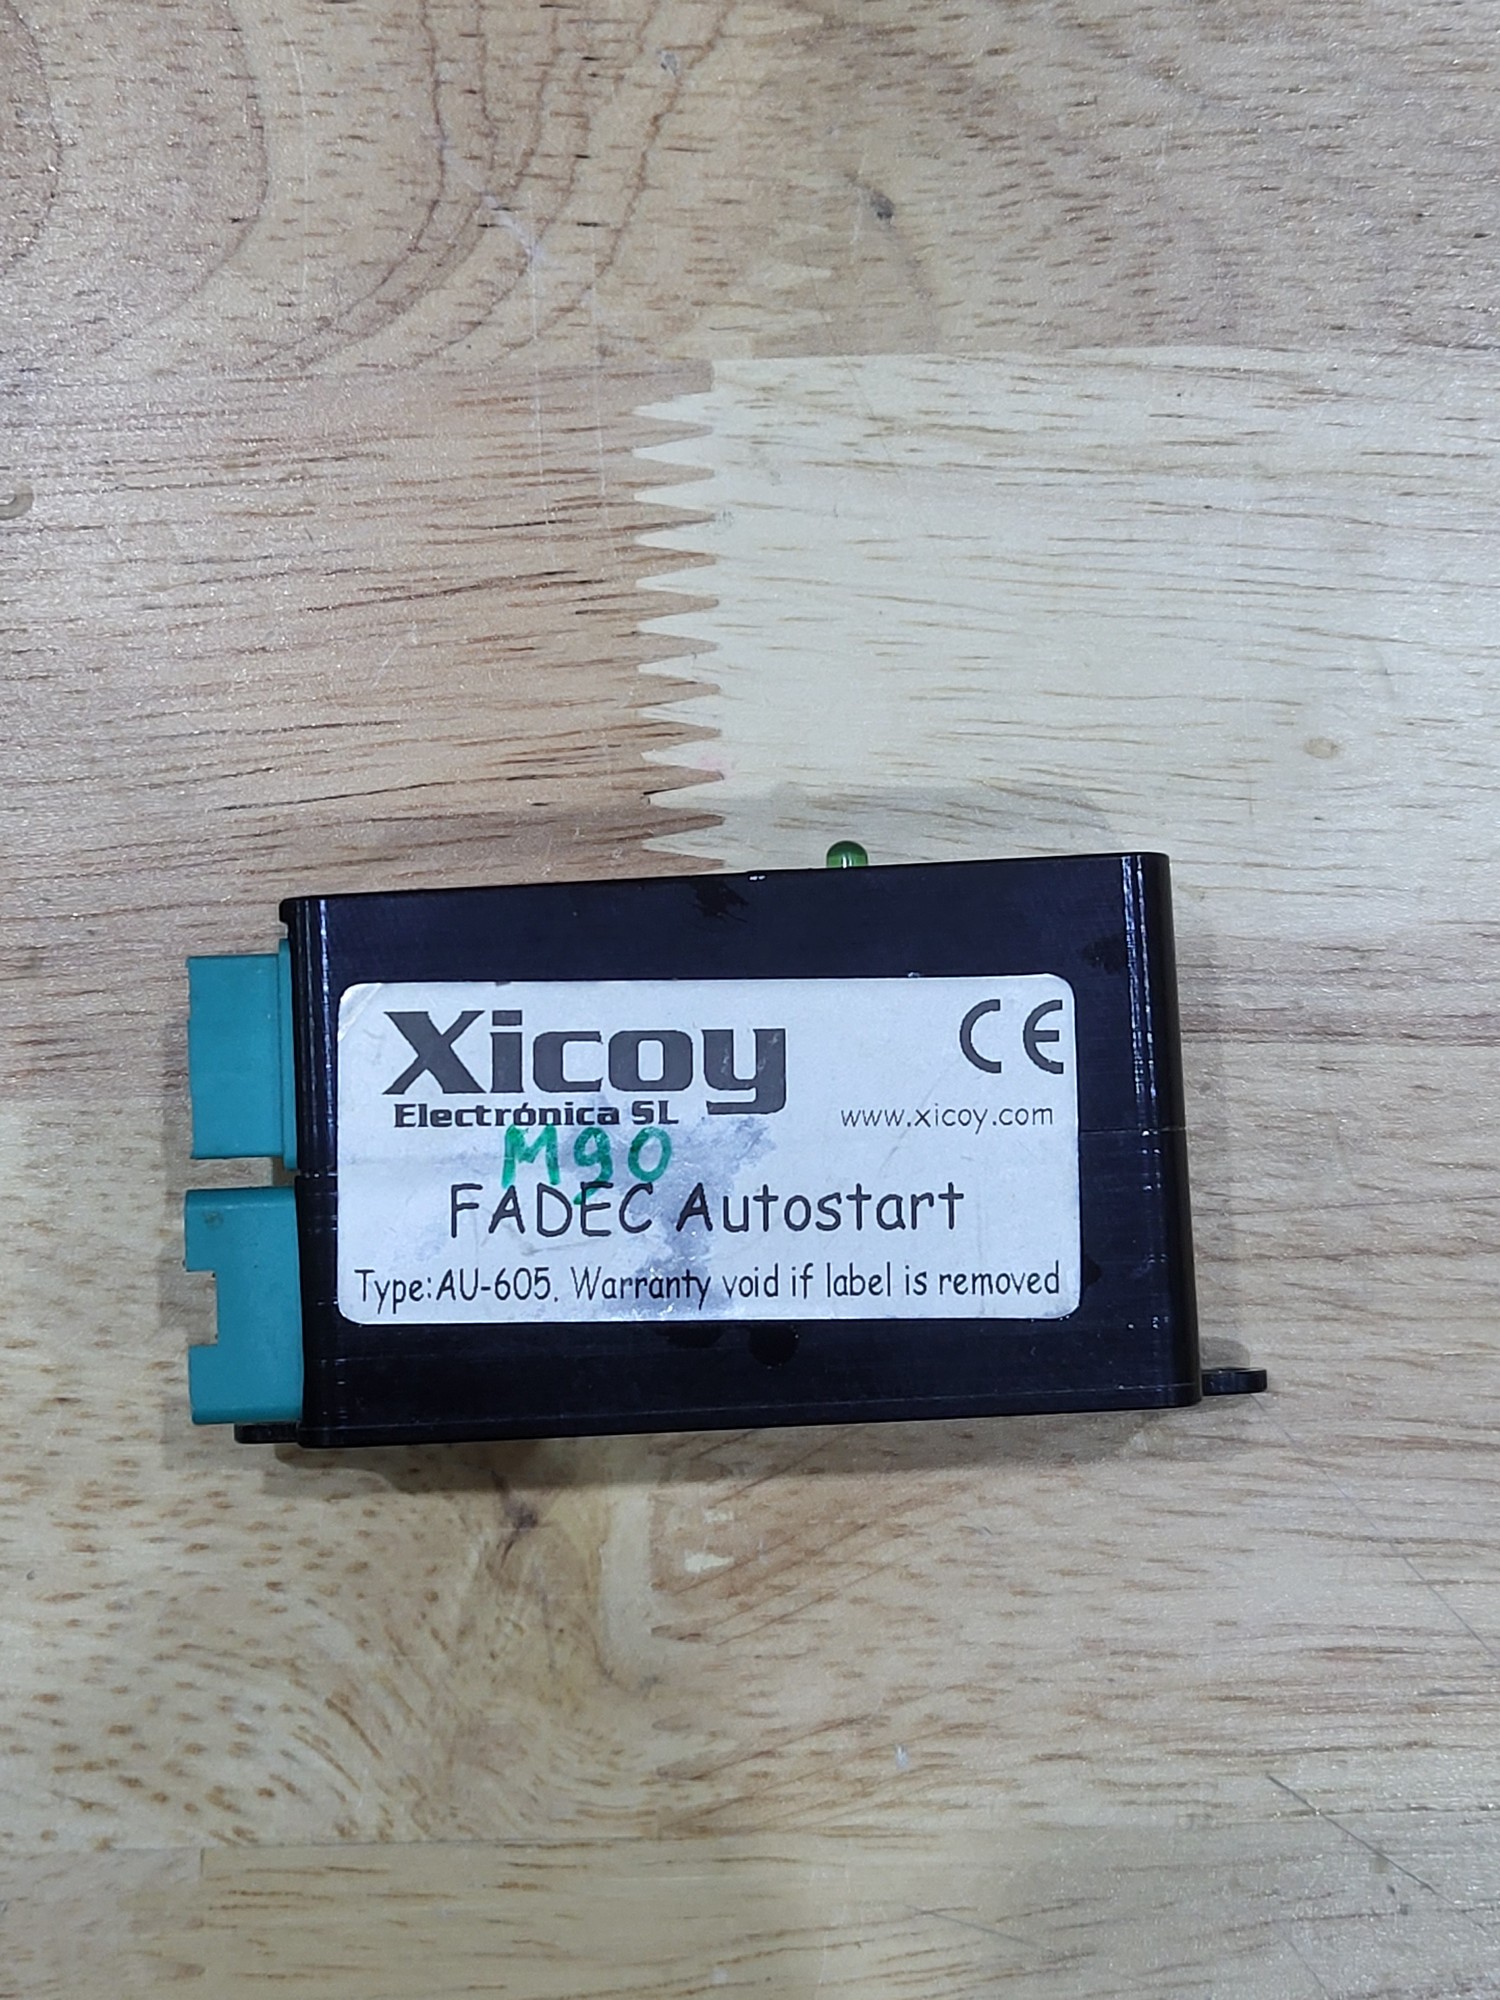 Xicoy
CE
Electrónica SL
www.xicoy.com
M90
FADEC Autostart
Type:AU-605. Warranty void if label is removed